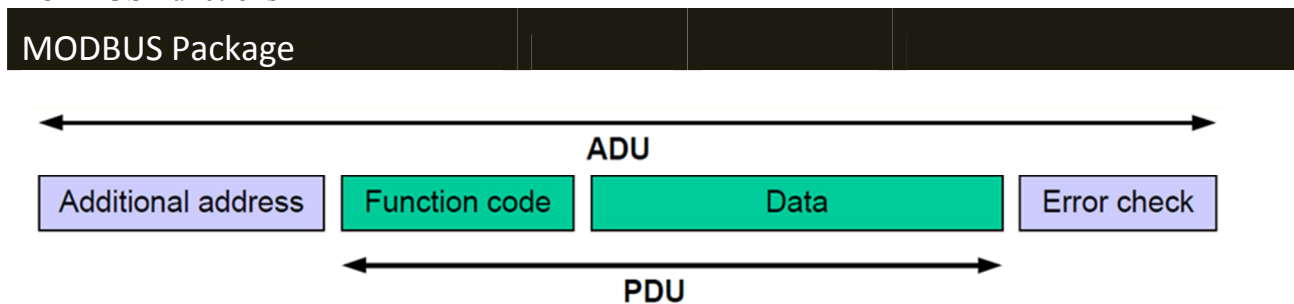 MODBUS Package
ADU
Additional address Function code Data Error check
PDU